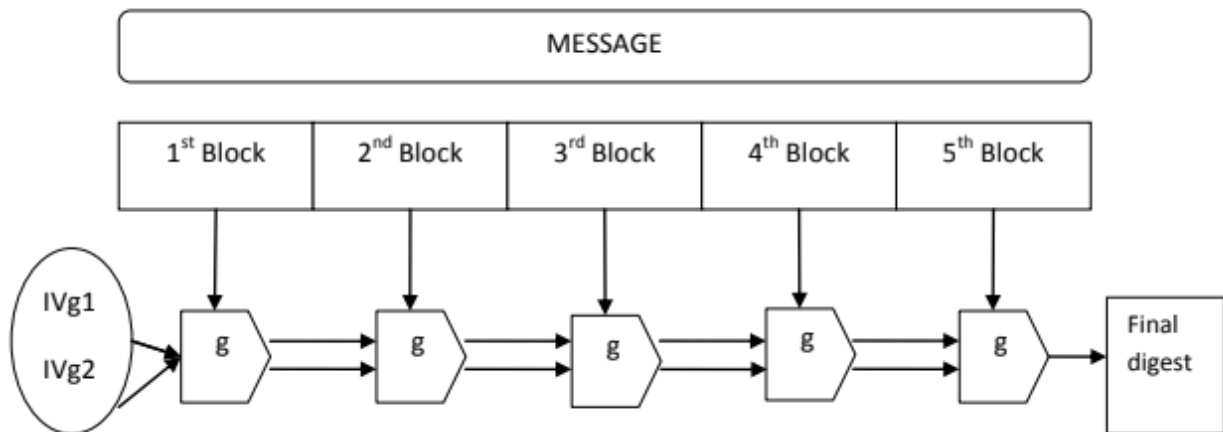 MESSAGE
1st Block 2nd Block 3rd Block 4th Block 5th Block
IVg1
IVg2
g g g g g
Final
digest